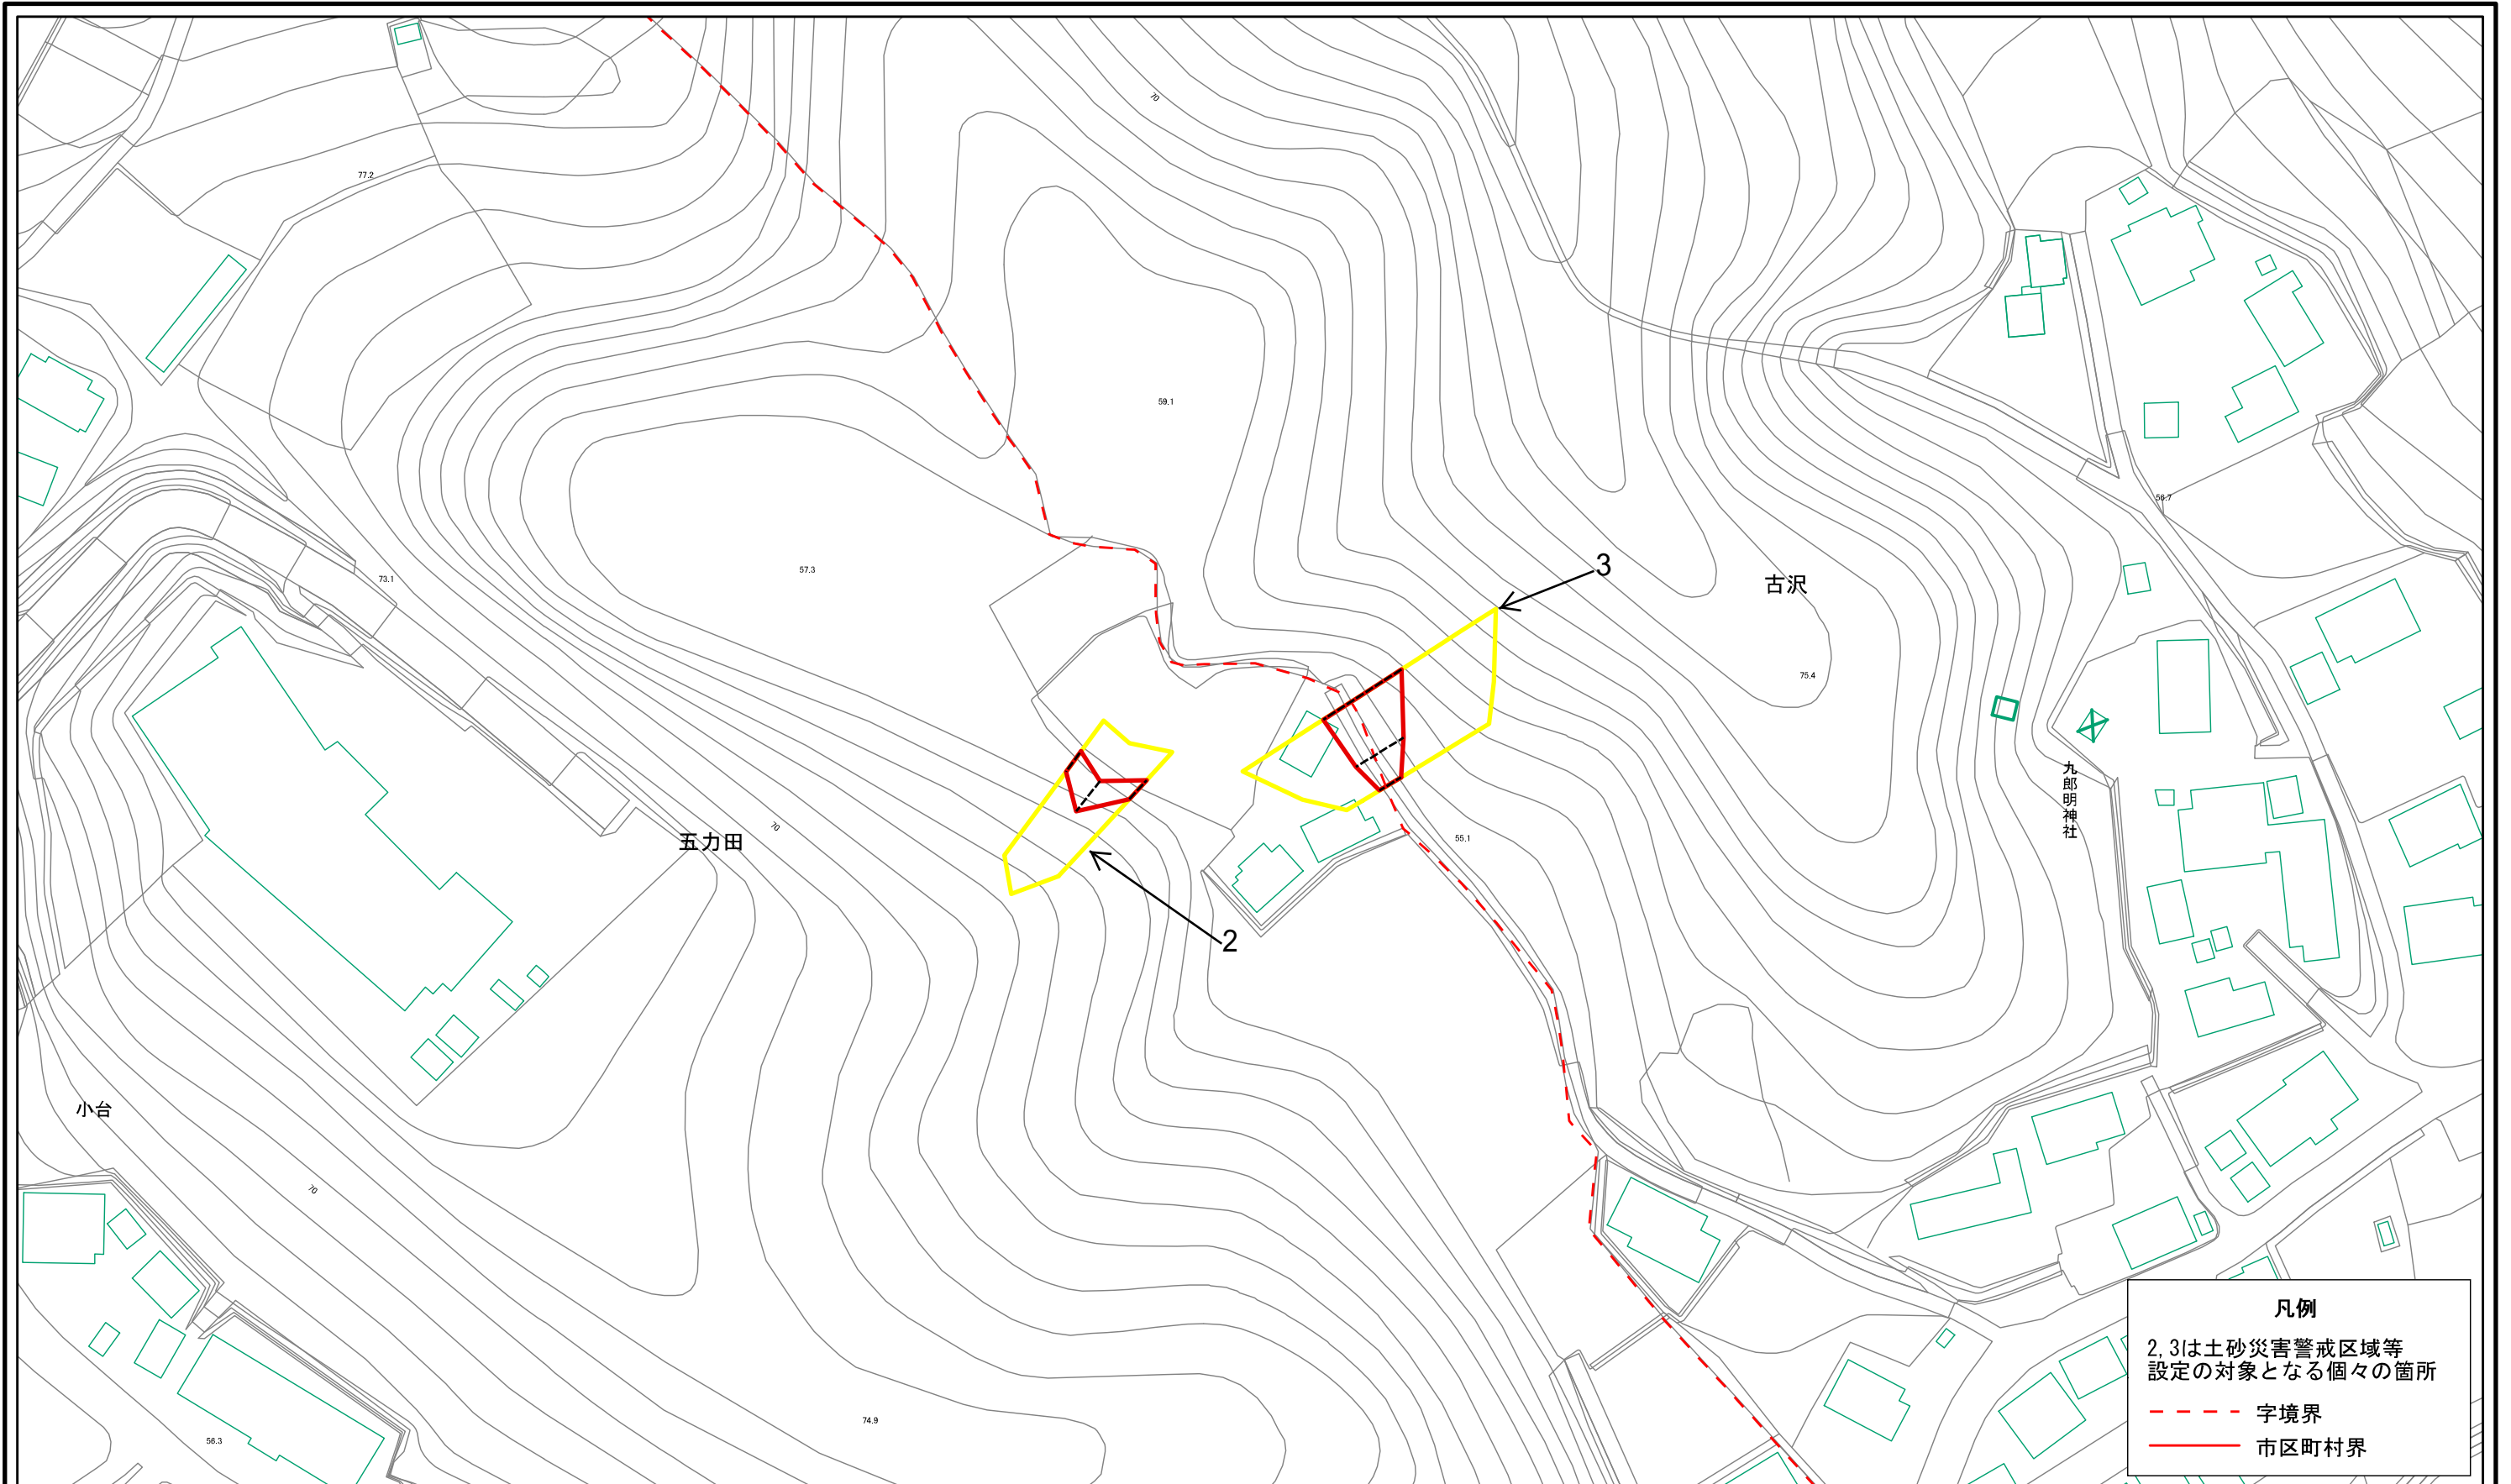 70
77.2
59.1
56.7
3
古沢
57.3
73.1
75.4
九郎明神社
五力田
70
55.1
2
小台
70
74.9
56.3
凡例
2,3は土砂災害警戒区域等
設定の対象となる個々の箇所
字境界
市区町村界